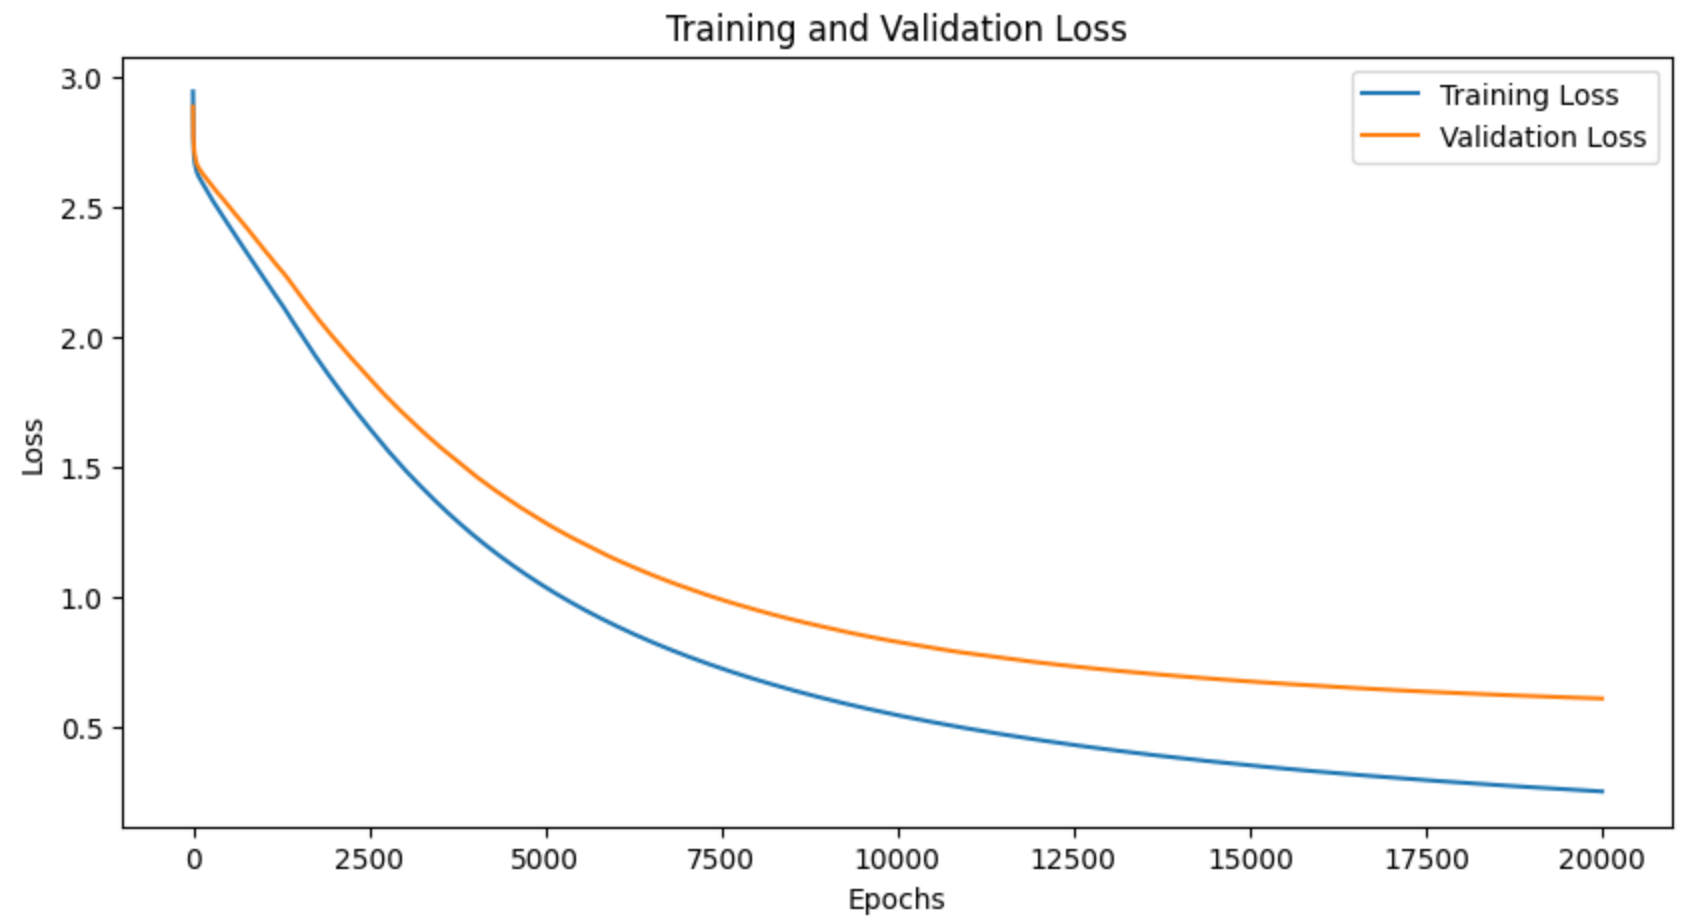 Training and Validation Loss
3.0
2.5
2.0
1.5
1.0
0.5
Loss
Training Loss
Validation Loss
0 2500 5000 7500 10000 12500 15000 17500 20000
Epochs